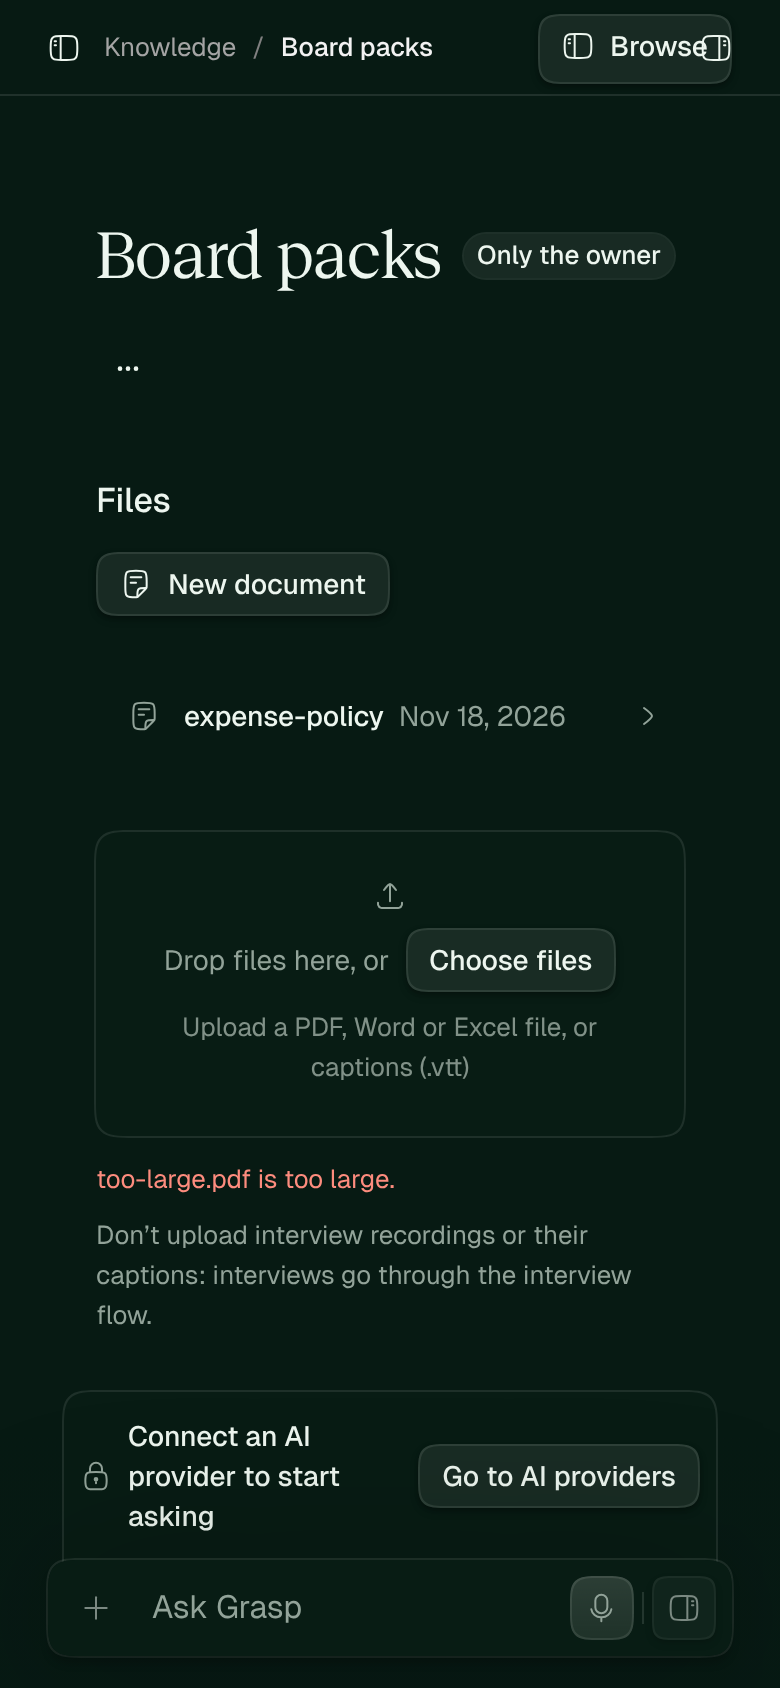 Knowledge / Board packs
Browse
Board packs
Only the owner
...
Files
New document
expense-policy Nov 18, 2026
Drop files here, or Choose files
Upload a PDF, Word or Excel file, or
captions (.vtt)
too-large.pdf is too large.
Don’t upload interview recordings or their
captions: interviews go through the interview
flow.
Connect an AI
provider to start
asking
Go to AI providers
Ask Grasp